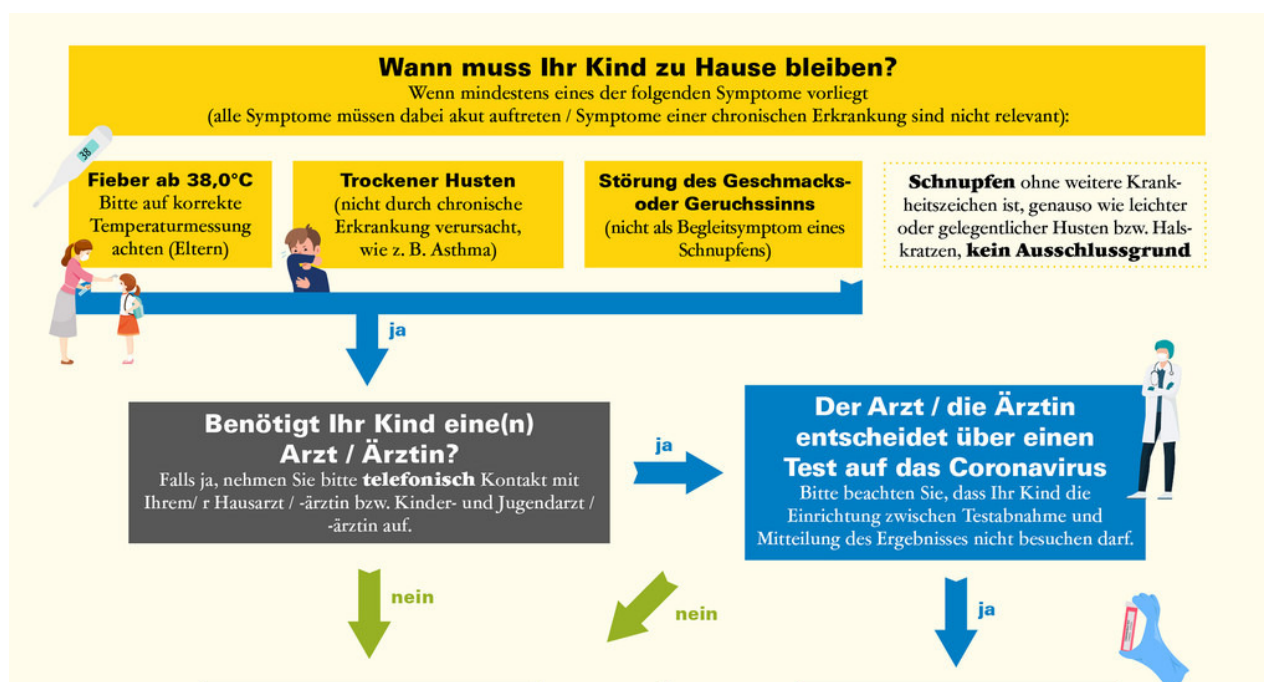 Wann muss Ihr Kind zu Hause bleiben?
Wenn mindestens eines der folgenden Symptome vorliegt
(alle Symptome müssen dabei akut auftreten / Symptome einer chronischen Erkrankung sind nicht relevant):
38
Fieber ab 38,0°C
Bitte auf korrekte
Temperaturmessung
achten (Eltern)
Trockener Husten
(nicht durch chronische
Erkrankung verursacht,
wie z. B. Asthma)
Störung des Geschmacks-
oder Geruchssinns
(nicht als Begleitsymptom eines
Schnupfens)
Schnupfen ohne weitere Krank-
heitszeichen ist, genauso wie leichter
oder gelegentlicher Husten bzw. Hals-
kratzen, kein Ausschlussgrund
ja
Benötigt Ihr Kind eine(n)
Arzt / Ärztin?
Falls ja, nehmen Sie bitte telefonisch Kontakt mit
Ihrem/ r Hausarzt / -ärztin bzw. Kinder- und Jugendarzt /
-ärztin auf.
ja
Der Arzt / die Ärztin
entscheidet über einen
Test auf das Coronavirus
Bitte beachten Sie, dass Ihr Kind die
Einrichtung zwischen Testabnahme und
Mitteilung des Ergebnisses nicht besuchen darf.
nein
nein
ja